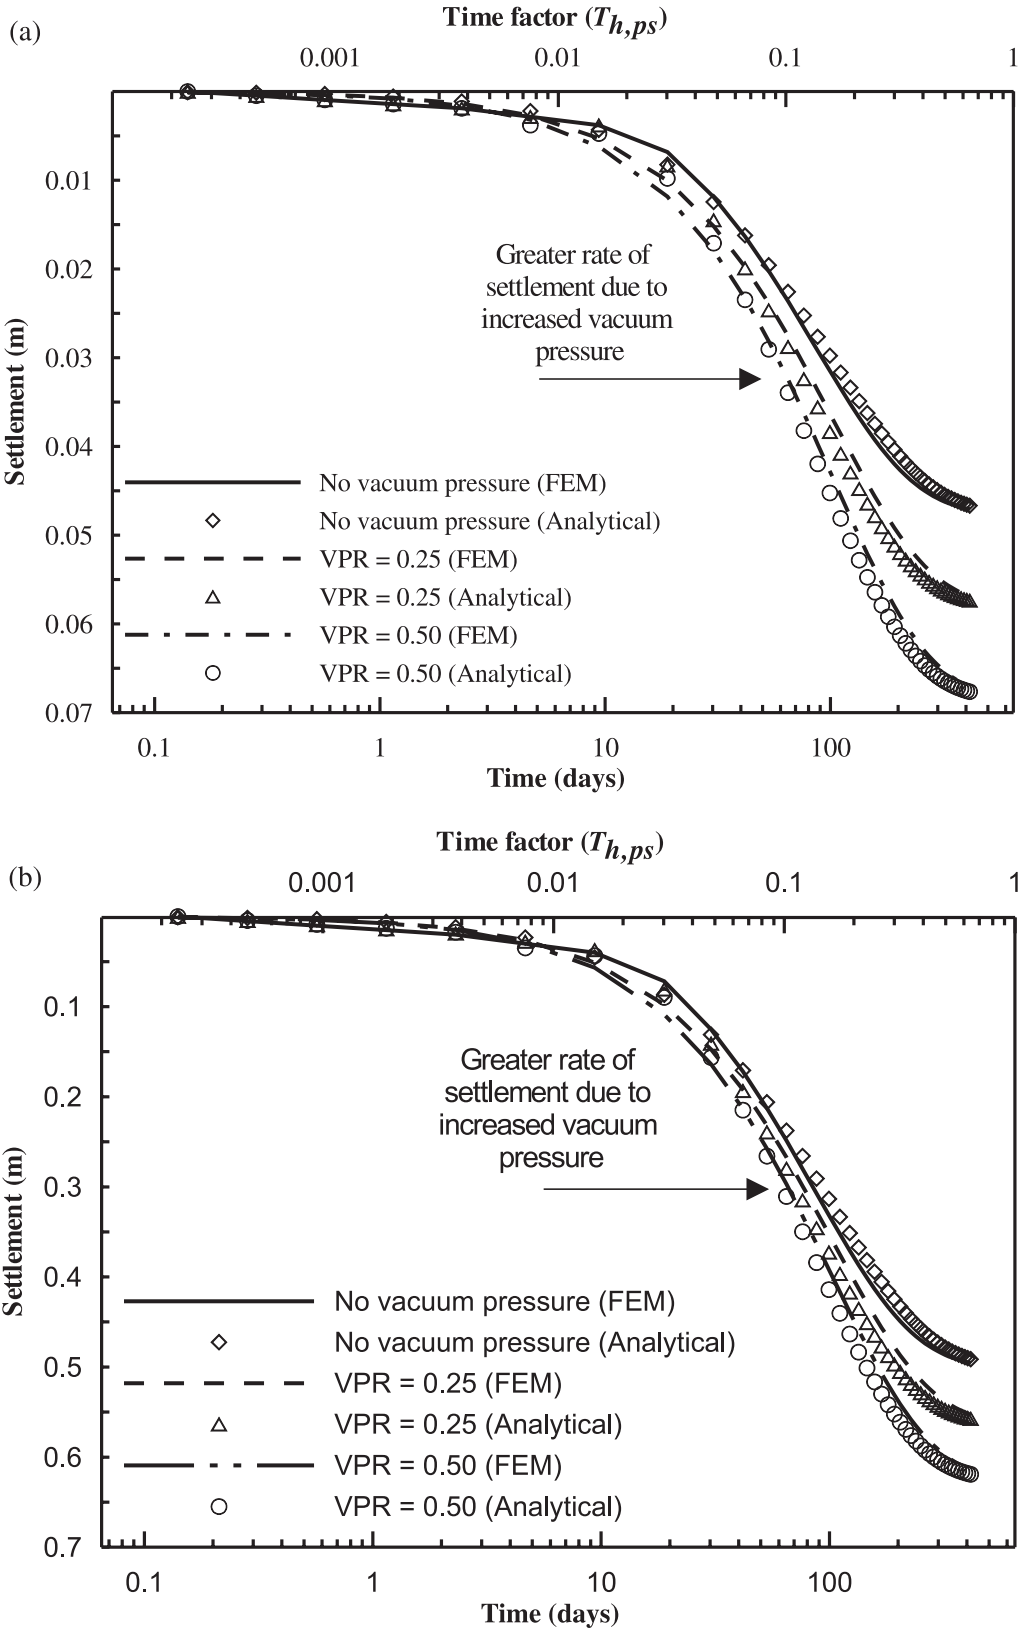 (a)
Time factor (Th,ps)
0.001 0.01 0.1 1
0.01
0.02
0.03
0.04
0.05
0.06
0.07
Settlement (m)
Greater rate of
settlement due to
increased vacuum
pressure
No vacuum pressure (FEM)
No vacuum pressure (Analytical)
VPR = 0.25 (FEM)
VPR = 0.25 (Analytical)
VPR = 0.50 (FEM)
VPR = 0.50 (Analytical)
0.1 1 10 100
Time (days)
(b)
Time factor (Th,ps)
0.001 0.01 0.1 1
0.1
0.2
0.3
0.4
0.5
0.6
0.7
Settlement (m)
Greater rate of
settlement due to
increased vacuum
pressure
No vacuum pressure (FEM)
No vacuum pressure (Analytical)
VPR = 0.25 (FEM)
VPR = 0.25 (Analytical)
VPR = 0.50 (FEM)
VPR = 0.50 (Analytical)
0.1 1 10 100
Time (days)